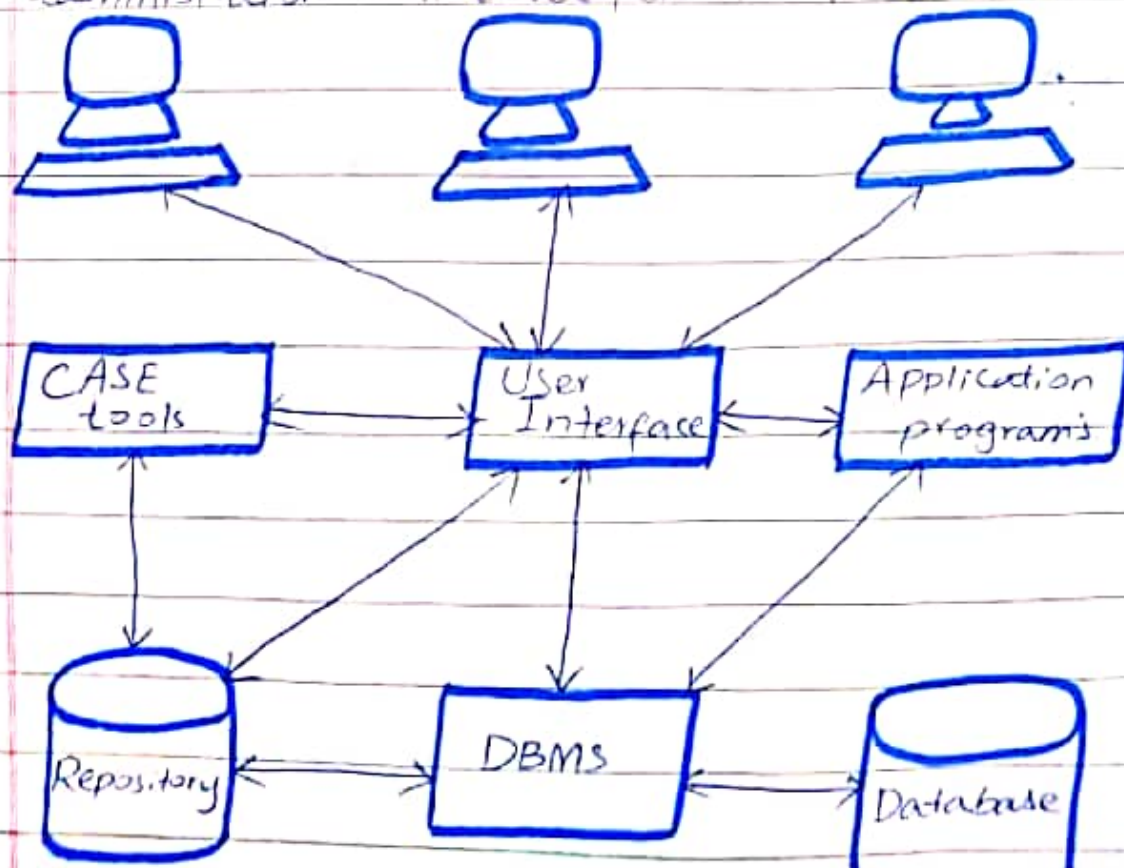 CASE
tools
User
Interface
Application
programs
Repository
DBMS
Database